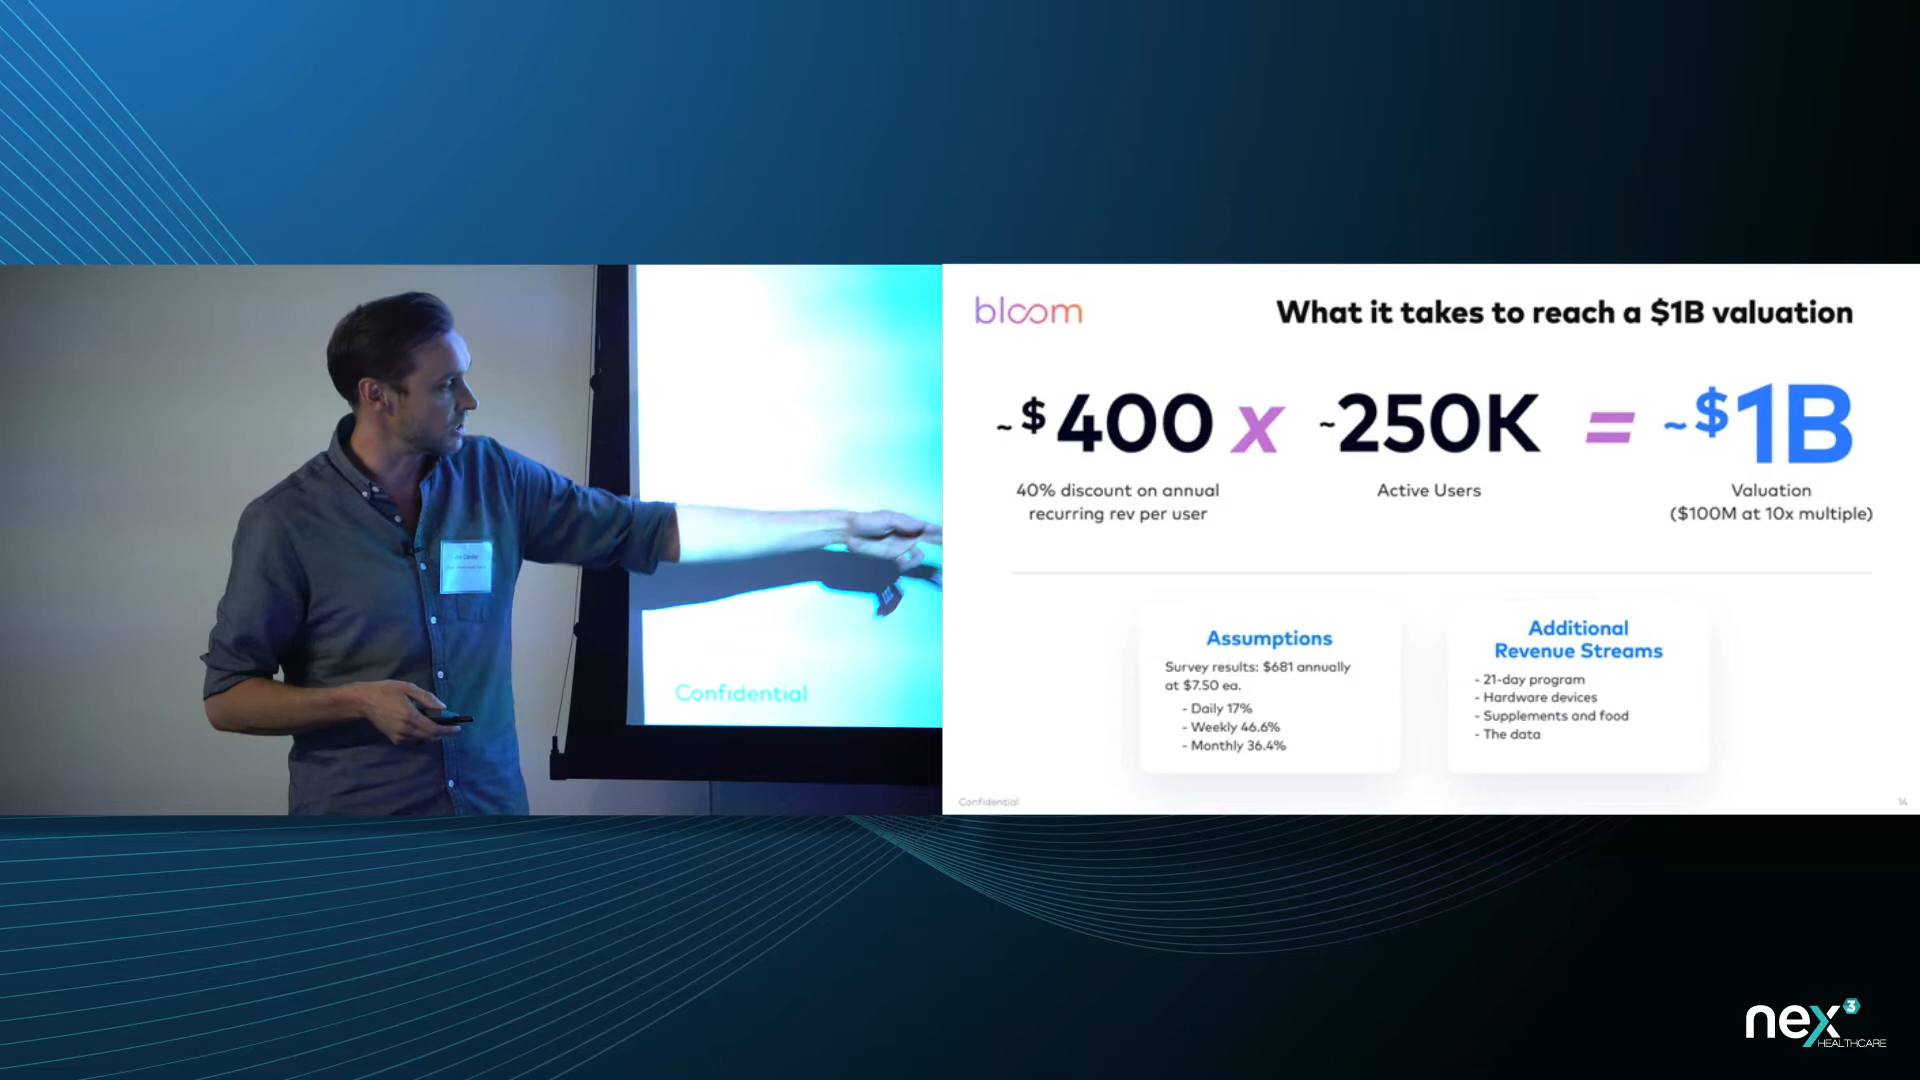 Confidential
bloom
What it takes to reach a $1B valuation
~$400 x ~250K = ~$1B
40% discount on annual
recurring rev per user
Active Users
Valuation
($100M at 10x multiple)
Assumptions
Survey results: $681 annually
at $7.50 ea.
- Daily 17%
- Weekly 46.6%
- Monthly 36.4%
Additional
Revenue Streams
- 21-day program
- Hardware devices
- Supplements and food
- The data
Confidential
14
nex3
HEALTHCARE